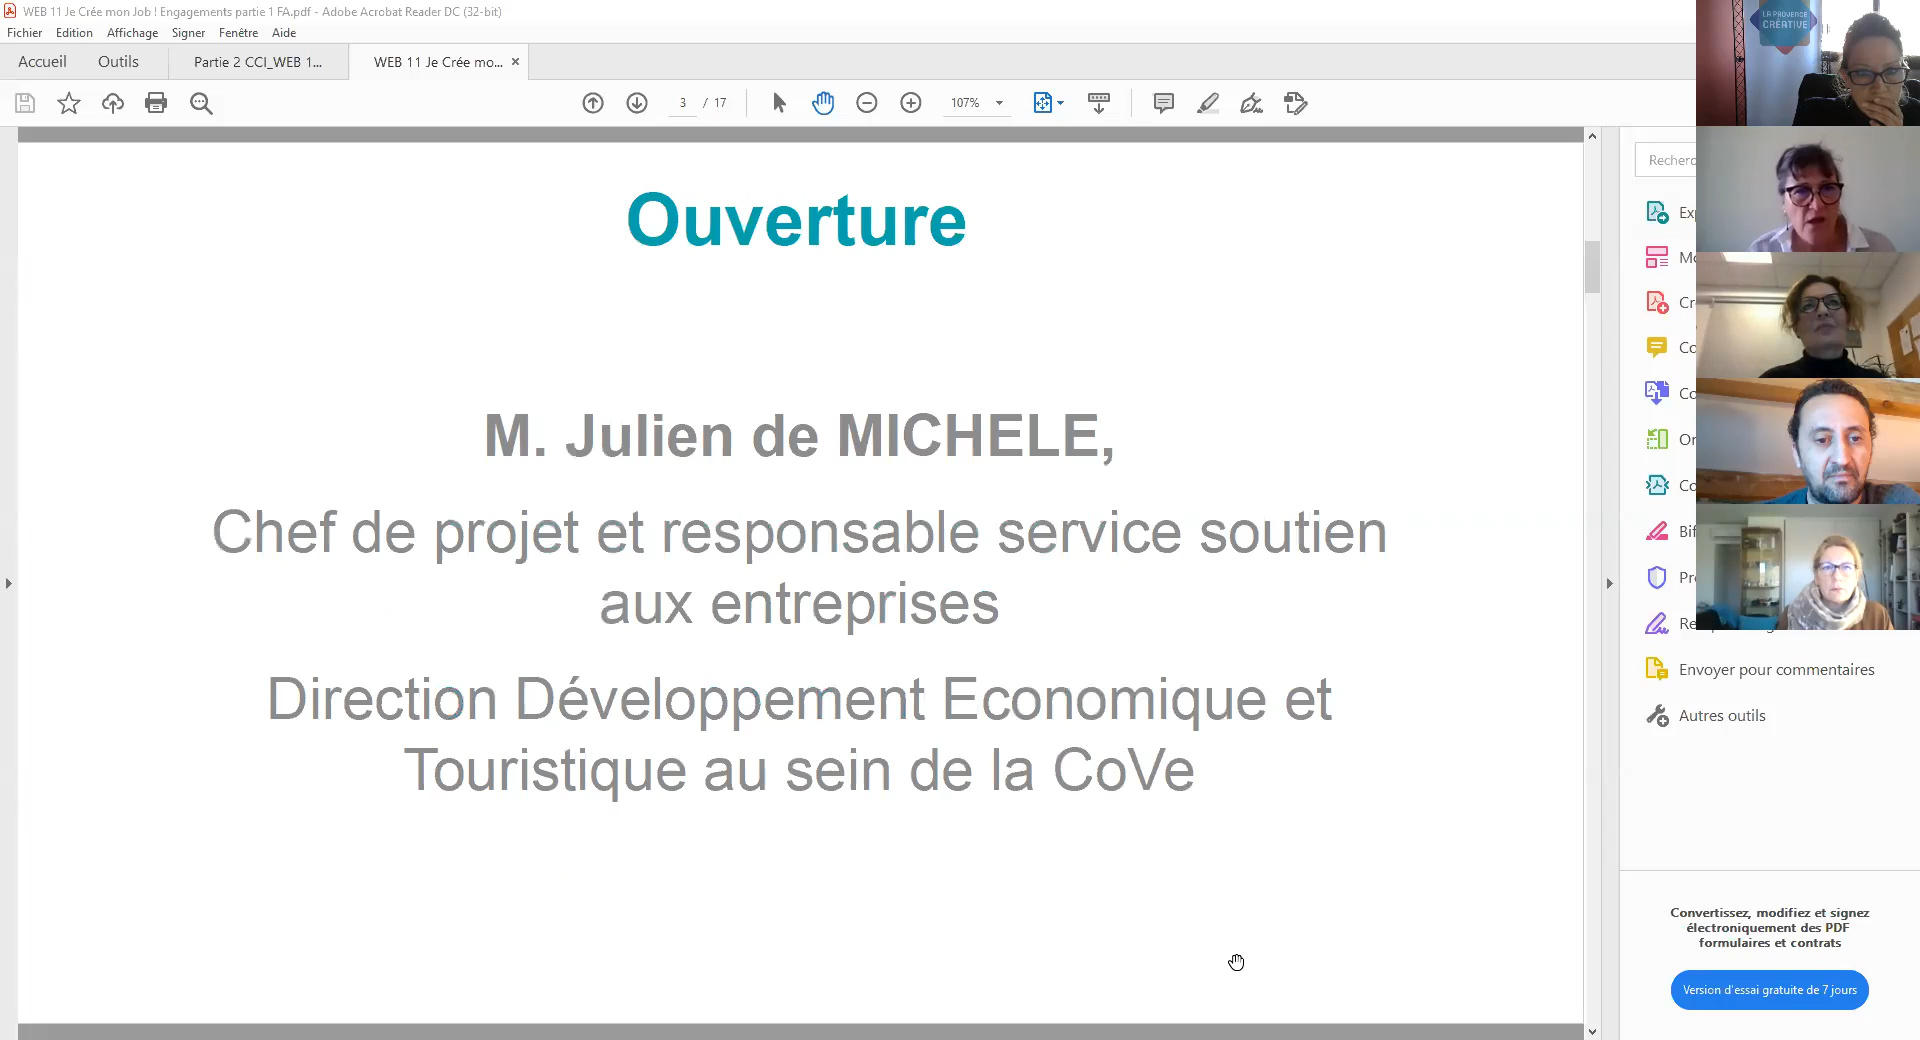 WEB 11 Je Crée mon Job ! Engagements partie 1 FA.pdf - Adobe Acrobat Reader DC (32-bit)
Fichier Edition Affichage Signer Fenêtre Aide
Accueil Outils Partie 2 CCI_WEB 1... WEB 11 Je Crée mo... ×
3 / 17 107%
LA PROVENCE
CRÉATIVE
Ouverture
M. Julien de MICHELE,
Chef de projet et responsable service soutien
aux entreprises
Direction Développement Economique et
Touristique au sein de la CoVe
Recherc
Exp
Mo
Cr
Co
Co
Or
Co
Bif
Pr
Re
Envoyer pour commentaires
Autres outils
Convertissez, modifiez et signez
électroniquement des PDF
formulaires et contrats
Version d'essai gratuite de 7 jours